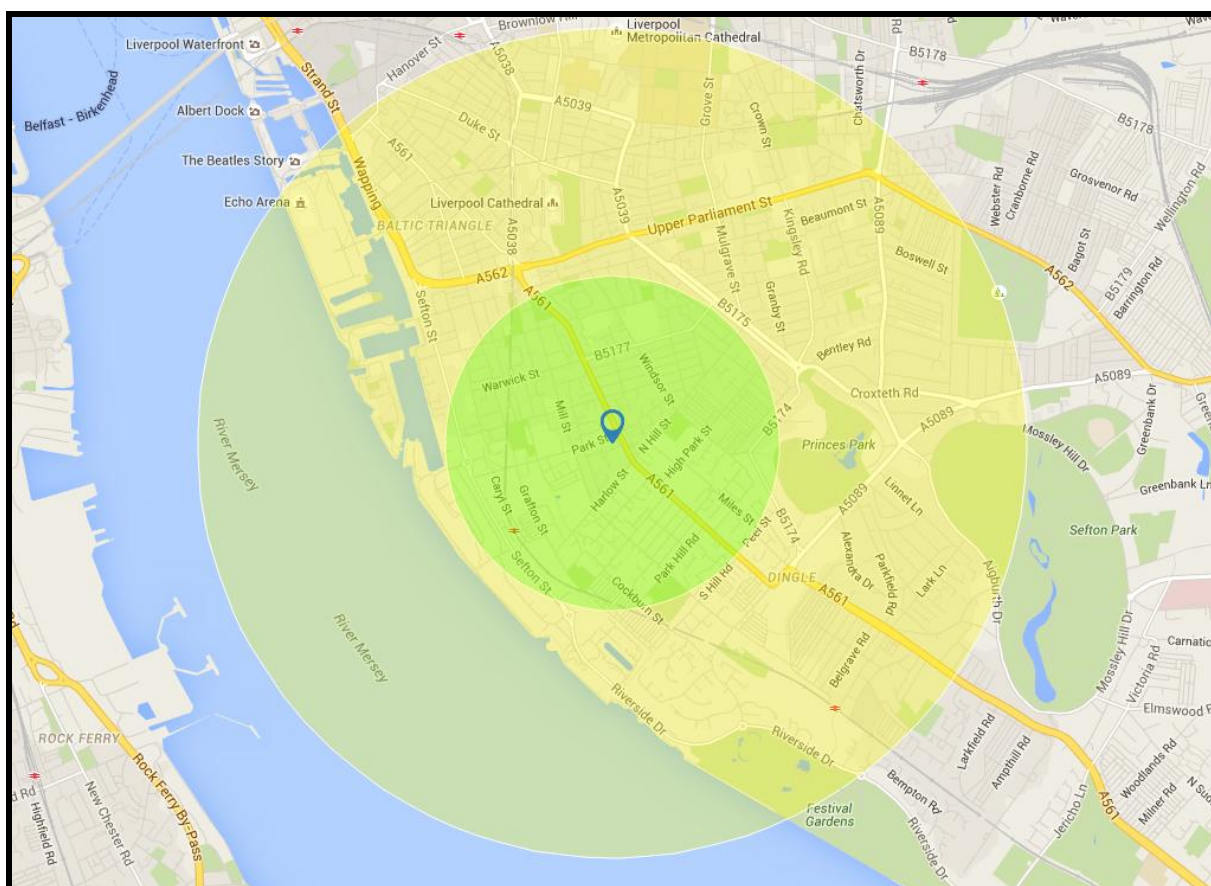 Brownlow Hill
Liverpool
Metropolitan Cathedral
Liverpool Waterfront
Hanover St
A5038
Rd
B5178
Belfast - Birkenhead
Strand St
Albert Dock
A5039
Grove St
Crown St
Chatsworth Dr
B5178
Duke St
A561
The Beatles Story
Wapping
Grosvenor Rd
Wellington Rd
Webster Rd
Cranborne Rd
Echo Arena
Liverpool Cathedral
A5039
Upper Parliament St
Beaumont St
A5089
BALTIC TRIANGLE
A5038
Mulgrave St
Kingsley Rd
Bagot St
Boswell St
A562
B5179
Barrington Rd
A562
A561
Sefton St
Granby St
B5175
B5177
Bentley Rd
Warwick St
Windsor St
Croxteth Rd
A5089
Greenbank Dr
Mill St
B5174
A5089
Park St
N Hill St
High Park St
Princes Park
Mossley Hill Dr
River Mersey
Harlow St
A561
Caryl St
Grafton St
Miles St
Linnet Ln
Greenbank Ln
A5089
Peel St
B5174
Sefton Park
Sefton St
Park Hill Rd
Alexandra Dr
Parkfield Rd
Lark Ln
Aigburth Dr
DINGLE
S Hill Rd
Cockburn St
A561
River Mersey
Belgrave Rd
Mossley Hill Dr
Victoria Rd
Carnatic
Elmswood
Riverside Dr
Riverside Dr
ROCK FERRY
Larkfield Rd
Ampthill Rd
Woodlands Rd
Milner Rd
Rock Ferry By-Pass
New Chester Rd
Highfield Rd
Bempton Rd
Festival
Gardens
Riverside Dr
Jericho Ln
A561